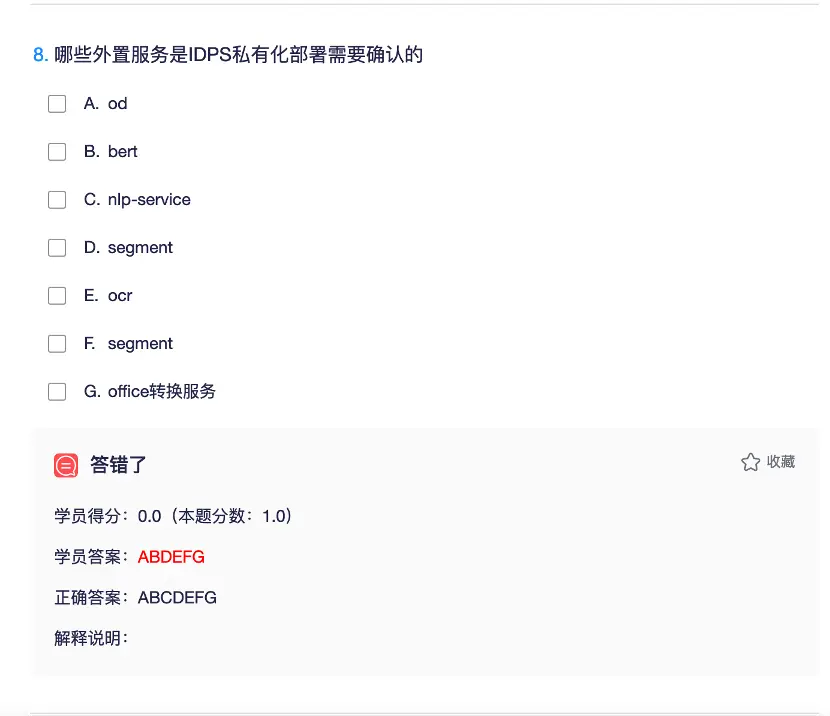 8. 哪些外置服务是IDPS私有化部署需要确认的
A. od
B. bert
C. nlp-service
D. segment
E. ocr
F. segment
G. office转换服务
答错了
收藏
学员得分：0.0（本题分数：1.0）
学员答案：ABDEFG
正确答案：ABCDEFG
解释说明：